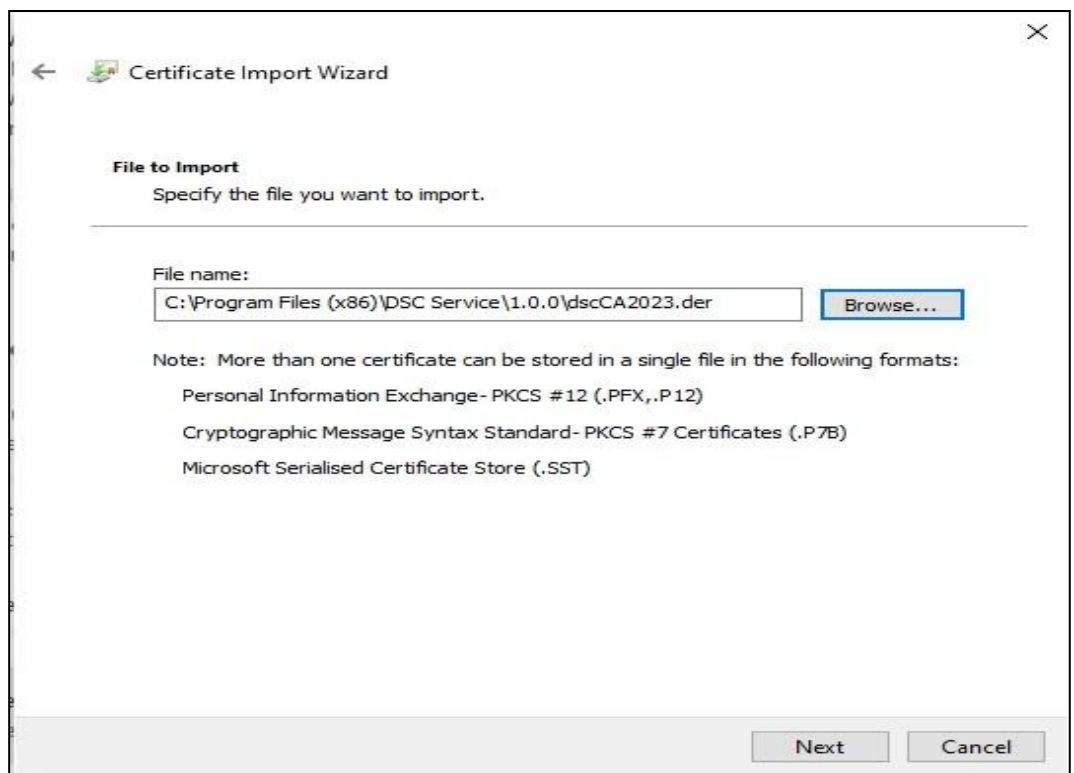 Certificate Import Wizard
File to Import
Specify the file you want to import.
File name:
C:\Program Files (x86)\DSC Service\1.0.0\dscCA2023.der
Browse...
Note: More than one certificate can be stored in a single file in the following formats:
Personal Information Exchange- PKCS #12 (.PFX,.P12)
Cryptographic Message Syntax Standard- PKCS #7 Certificates (.P7B)
Microsoft Serialised Certificate Store (.SST)
Next
Cancel